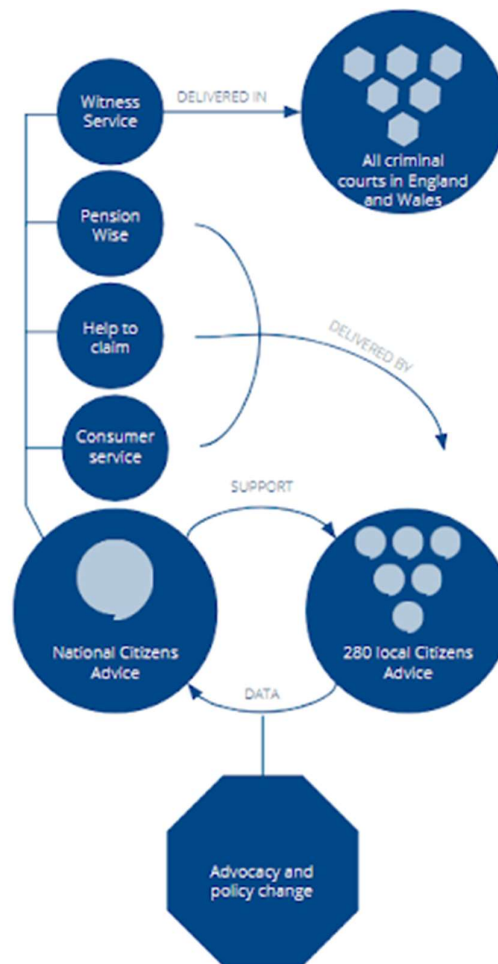 Witness
Service
DELIVERED IN
All criminal
courts in England
and Wales
Pension
Wise
Help to
claim
DELIVERED BY
Consumer
service
SUPPORT
National Citizens
Advice
280 local Citizens
Advice
DATA
Advocacy and
policy change